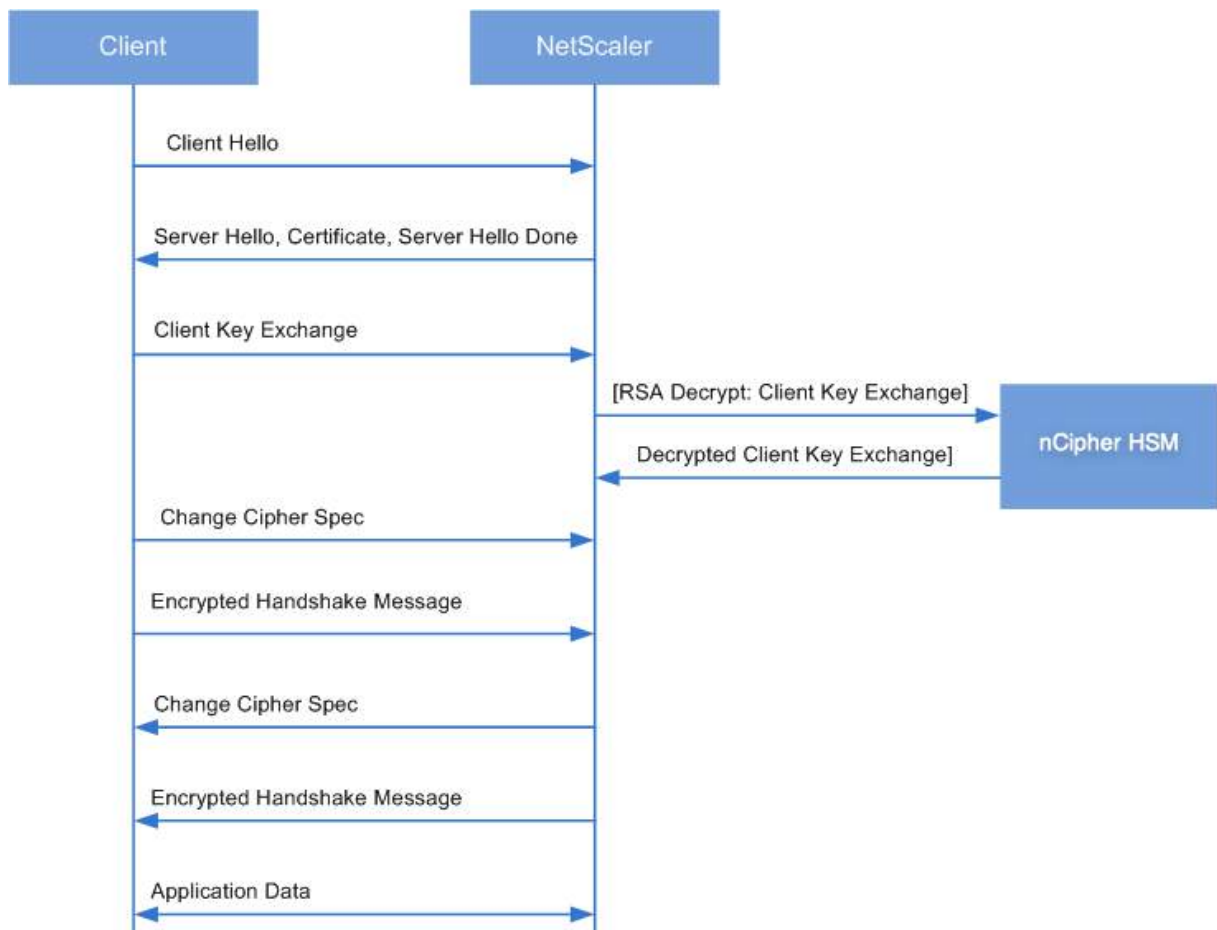 Client
NetScaler
Client Hello
Server Hello, Certificate, Server Hello Done
Client Key Exchange
[RSA Decrypt: Client Key Exchange]
nCipher HSM
Decrypted Client Key Exchange]
Change Cipher Spec
Encrypted Handshake Message
Change Cipher Spec
Encrypted Handshake Message
Application Data